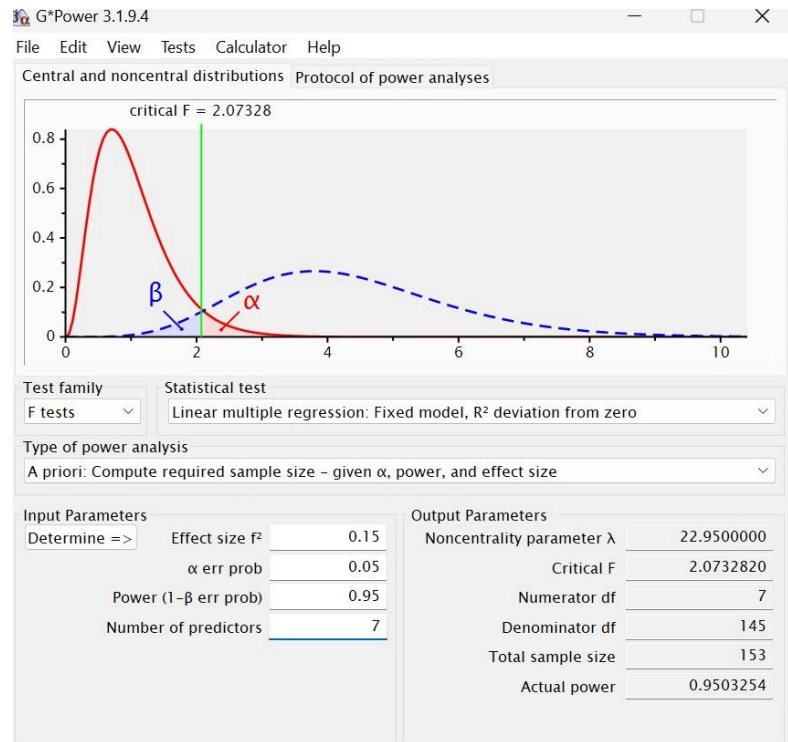 G*Power 3.1.9.4
File Edit View Tests Calculator Help
Central and noncentral distributions Protocol of power analyses
critical F = 2.07328
0.8
0.6
0.4
0.2
0
β
α
0 2 4 6 8 10
Test family
F tests
Statistical test
Linear multiple regression: Fixed model, R² deviation from zero
Type of power analysis
A priori: Compute required sample size – given α, power, and effect size
Input Parameters
Determine =>
Effect size f² 0.15
α err prob 0.05
Power (1-β err prob) 0.95
Number of predictors 7
Output Parameters
Noncentrality parameter λ 22.9500000
Critical F 2.0732820
Numerator df 7
Denominator df 145
Total sample size 153
Actual power 0.9503254